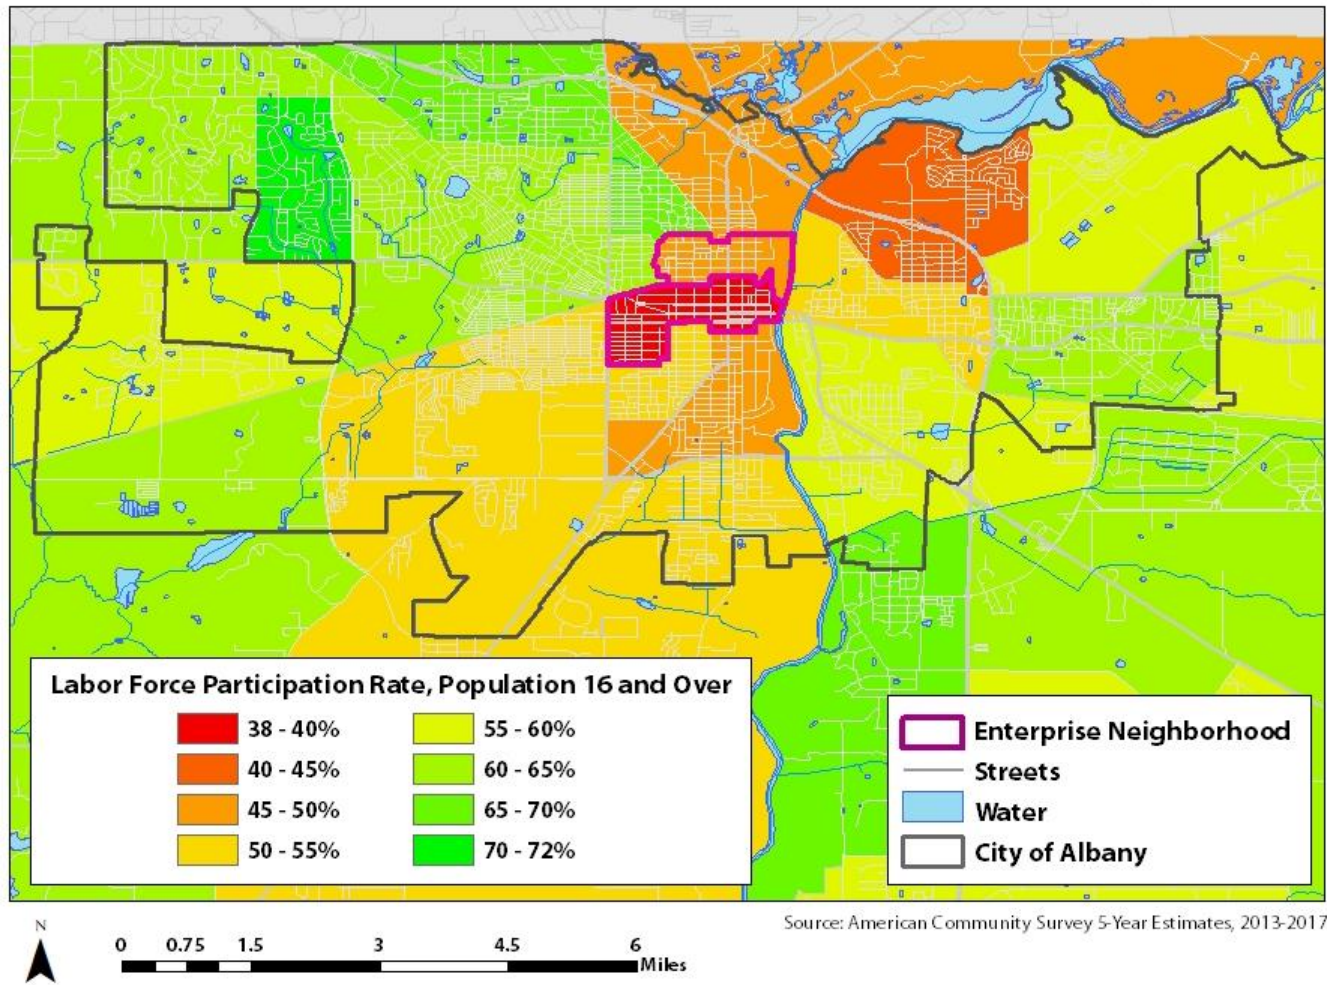 Labor Force Participation Rate, Population 16 and Over
38 - 40%
40 - 45%
45 - 50%
50 - 55%
55 - 60%
60 - 65%
65 - 70%
70 - 72%
Enterprise Neighborhood
Streets
Water
City of Albany
Source: American Community Survey 5-Year Estimates, 2013-2017
N
0 0.75 1.5 3 4.5 6
Miles